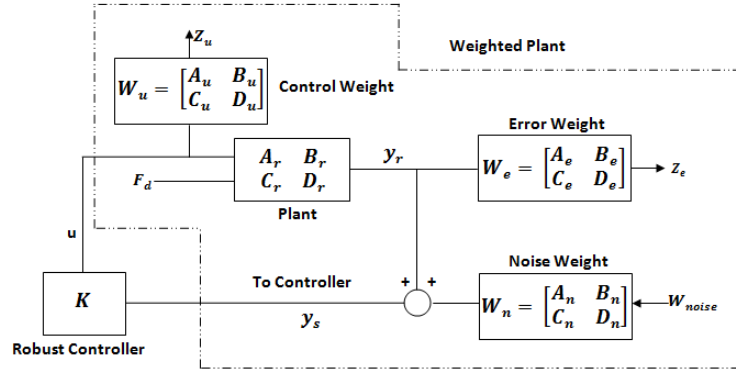 Z_u
Weighted Plant
W_u = [A_u B_u
C_u D_u]
Control Weight
Error Weight
A_r B_r
C_r D_r
y_r
F_d
W_e = [A_e B_e
C_e D_e]
Z_e
Plant
u
Noise Weight
To Controller
+ +
K
W_n = [A_n B_n
C_n D_n]
W_noise
y_s
Robust Controller